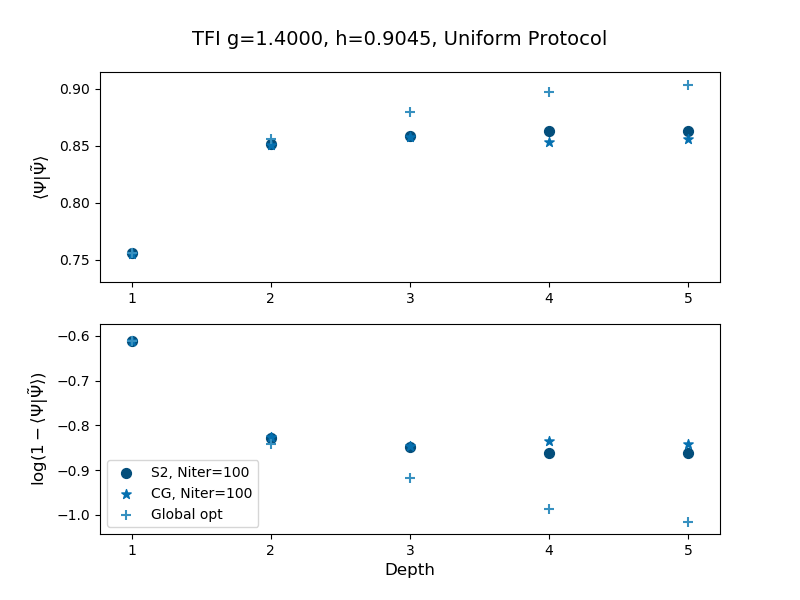 TFI g=1.4000, h=0.9045, Uniform Protocol
0.90
0.85
0.80
0.75
⟨Ψ|Ψ̃⟩
1 2 3 4 5
−0.6
−0.7
−0.8
−0.9
−1.0
log(1 − ⟨Ψ|Ψ̃⟩)
S2, Niter=100
CG, Niter=100
Global opt
1 2 3 4 5
Depth